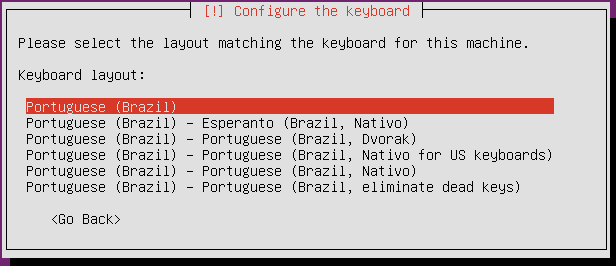 [!] Configure the keyboard
Please select the layout matching the keyboard for this machine.
Keyboard layout:
Portuguese (Brazil)
Portuguese (Brazil) – Esperanto (Brazil, Nativo)
Portuguese (Brazil) – Portuguese (Brazil, Dvorak)
Portuguese (Brazil) – Portuguese (Brazil, Nativo for US keyboards)
Portuguese (Brazil) – Portuguese (Brazil, Nativo)
Portuguese (Brazil) – Portuguese (Brazil, eliminate dead keys)
<Go Back>